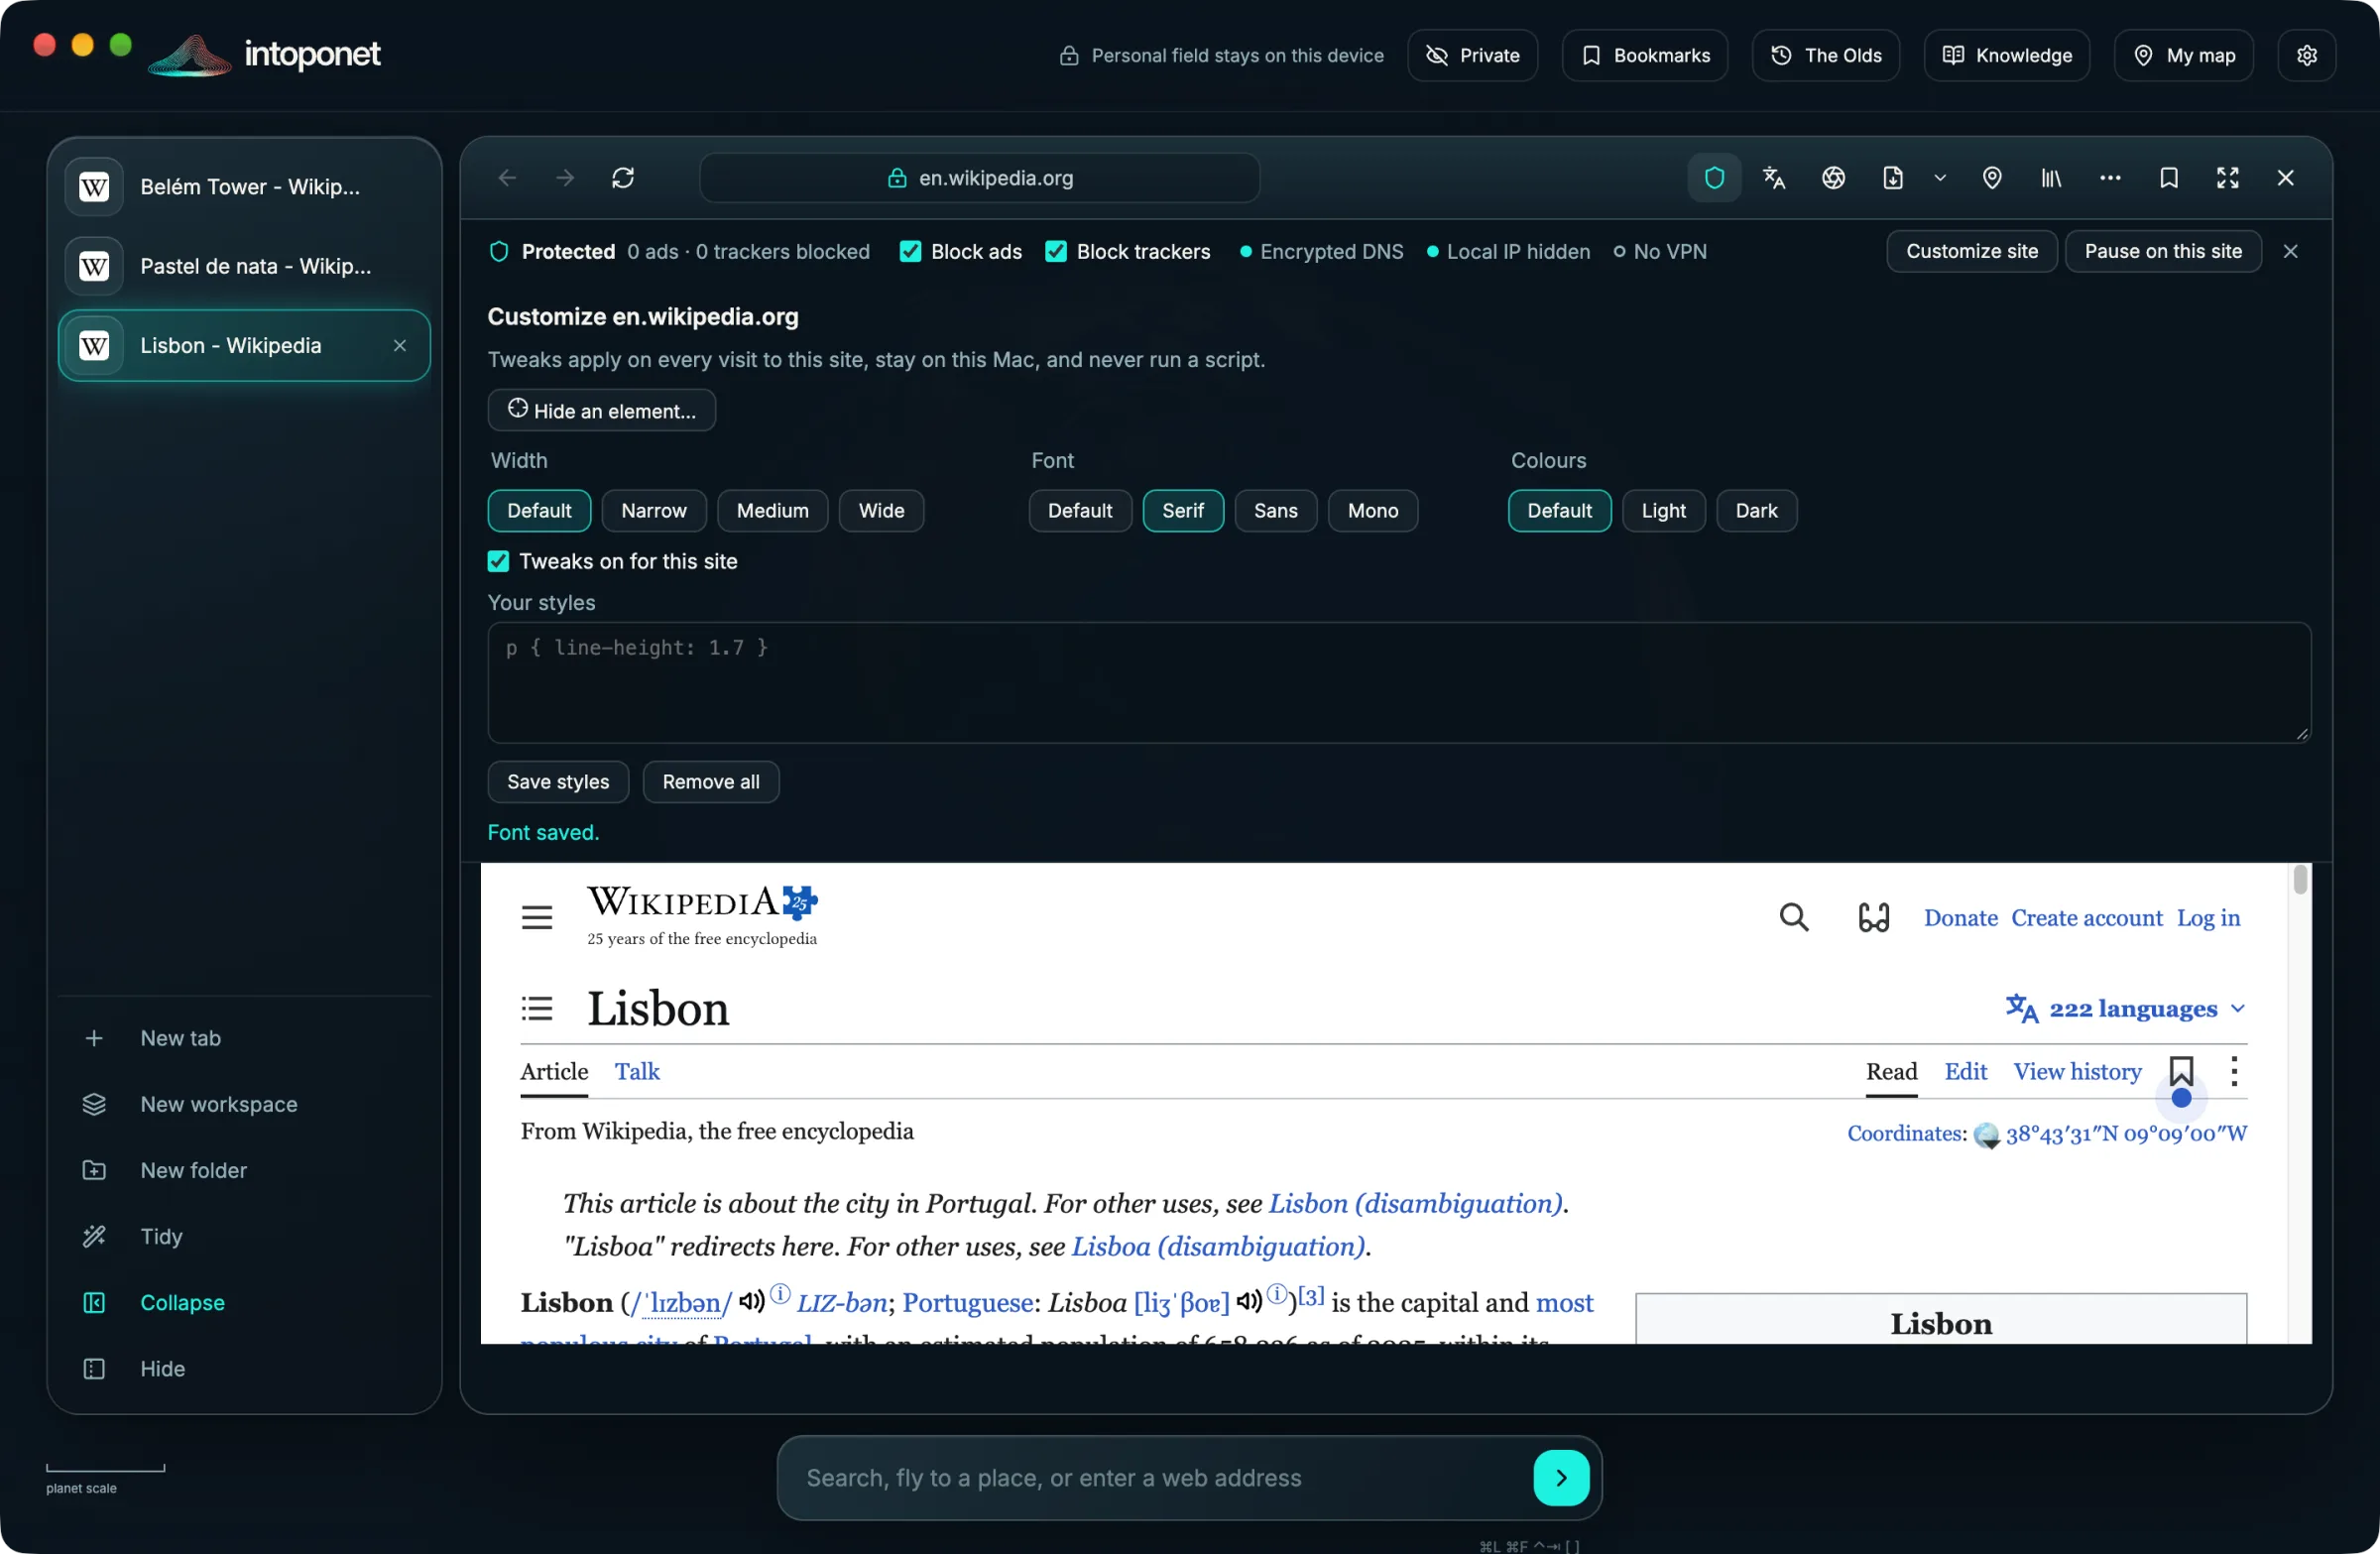 intoponet
Personal field stays on this device
Private
Bookmarks
The Olds
Knowledge
My map
Belém Tower - Wikip...
Pastel de nata - Wikip...
Lisbon - Wikipedia
New tab
New workspace
New folder
Tidy
Collapse
Hide
en.wikipedia.org
Protected 0 ads · 0 trackers blocked Block ads Block trackers Encrypted DNS Local IP hidden No VPN Customize site Pause on this site
Customize en.wikipedia.org
Tweaks apply on every visit to this site, stay on this Mac, and never run a script.
Hide an element...
Width Font Colours
Default Narrow Medium Wide Default Serif Sans Mono Default Light Dark
Tweaks on for this site
Your styles
p { line-height: 1.7 }
Save styles Remove all
Font saved.
WIKIPEDIA 25
25 years of the free encyclopedia
Donate Create account Log in
Lisbon
222 languages
Article Talk Read Edit View history
From Wikipedia, the free encyclopedia
Coordinates: 38°43′31″N 09°09′00″W
This article is about the city in Portugal. For other uses, see Lisbon (disambiguation).
"Lisboa" redirects here. For other uses, see Lisboa (disambiguation).
Lisbon (/ˈlɪzbən/ LIZ-bən; Portuguese: Lisboa [liʒˈβoɐ] )[3] is the capital and most
populous city of Portugal, with an estimated population of
Lisbon
Search, fly to a place, or enter a web address
planet scale
⌘L ⌘F